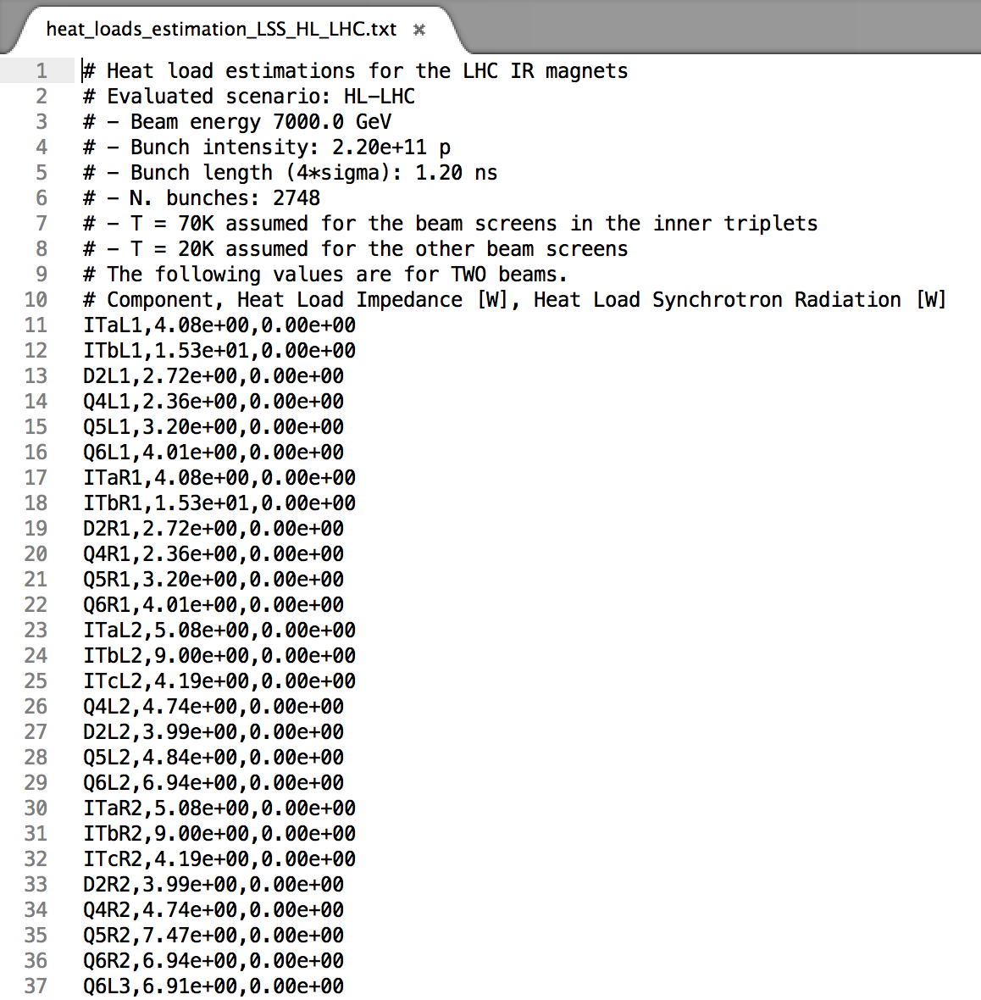 heat_loads_estimation_LSS_HL_LHC.txt ×
1 # Heat load estimations for the LHC IR magnets
2 # Evaluated scenario: HL-LHC
3 # - Beam energy 7000.0 GeV
4 # - Bunch intensity: 2.20e+11 p
5 # - Bunch length (4*sigma): 1.20 ns
6 # - N. bunches: 2748
7 # - T = 70K assumed for the beam screens in the inner triplets
8 # - T = 20K assumed for the other beam screens
9 # The following values are for TWO beams.
10 # Component, Heat Load Impedance [W], Heat Load Synchrotron Radiation [W]
11 ITaL1,4.08e+00,0.00e+00
12 ITbL1,1.53e+01,0.00e+00
13 D2L1,2.72e+00,0.00e+00
14 Q4L1,2.36e+00,0.00e+00
15 Q5L1,3.20e+00,0.00e+00
16 Q6L1,4.01e+00,0.00e+00
17 ITaR1,4.08e+00,0.00e+00
18 ITbR1,1.53e+01,0.00e+00
19 D2R1,2.72e+00,0.00e+00
20 Q4R1,2.36e+00,0.00e+00
21 Q5R1,3.20e+00,0.00e+00
22 Q6R1,4.01e+00,0.00e+00
23 ITaL2,5.08e+00,0.00e+00
24 ITbL2,9.00e+00,0.00e+00
25 ITcL2,4.19e+00,0.00e+00
26 Q4L2,4.74e+00,0.00e+00
27 D2L2,3.99e+00,0.00e+00
28 Q5L2,4.84e+00,0.00e+00
29 Q6L2,6.94e+00,0.00e+00
30 ITaR2,5.08e+00,0.00e+00
31 ITbR2,9.00e+00,0.00e+00
32 ITcR2,4.19e+00,0.00e+00
33 D2R2,3.99e+00,0.00e+00
34 Q4R2,4.74e+00,0.00e+00
35 Q5R2,7.47e+00,0.00e+00
36 Q6R2,6.94e+00,0.00e+00
37 Q6L3,6.91e+00,0.00e+00